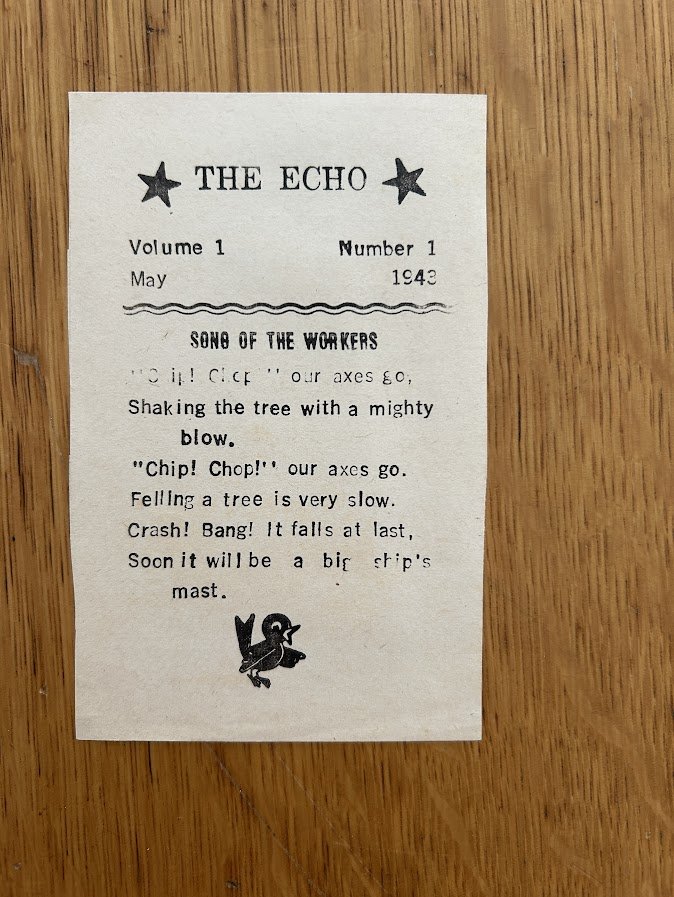 THE ECHO
Volume 1 Number 1
May 1943
SONG OF THE WORKERS
"Chip! Chop!" our axes go,
Shaking the tree with a mighty
blow.
"Chip! Chop!" our axes go.
Felling a tree is very slow.
Crash! Bang! It falls at last,
Soon it will be a big ship's
mast.